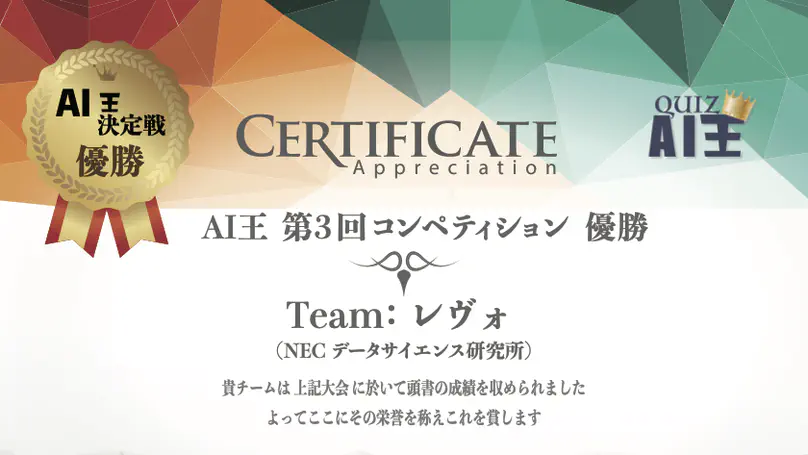 AI王
決定戦
優勝
CERTIFICATE
Appreciation
QUIZ
AI王
AI王 第3回コンペティション 優勝
Team: レヴォ
（NEC データサイエンス研究所）
貴チームは 上記大会 に於いて頭書の成績を収められました
よってここにその栄誉を称えこれを賞します